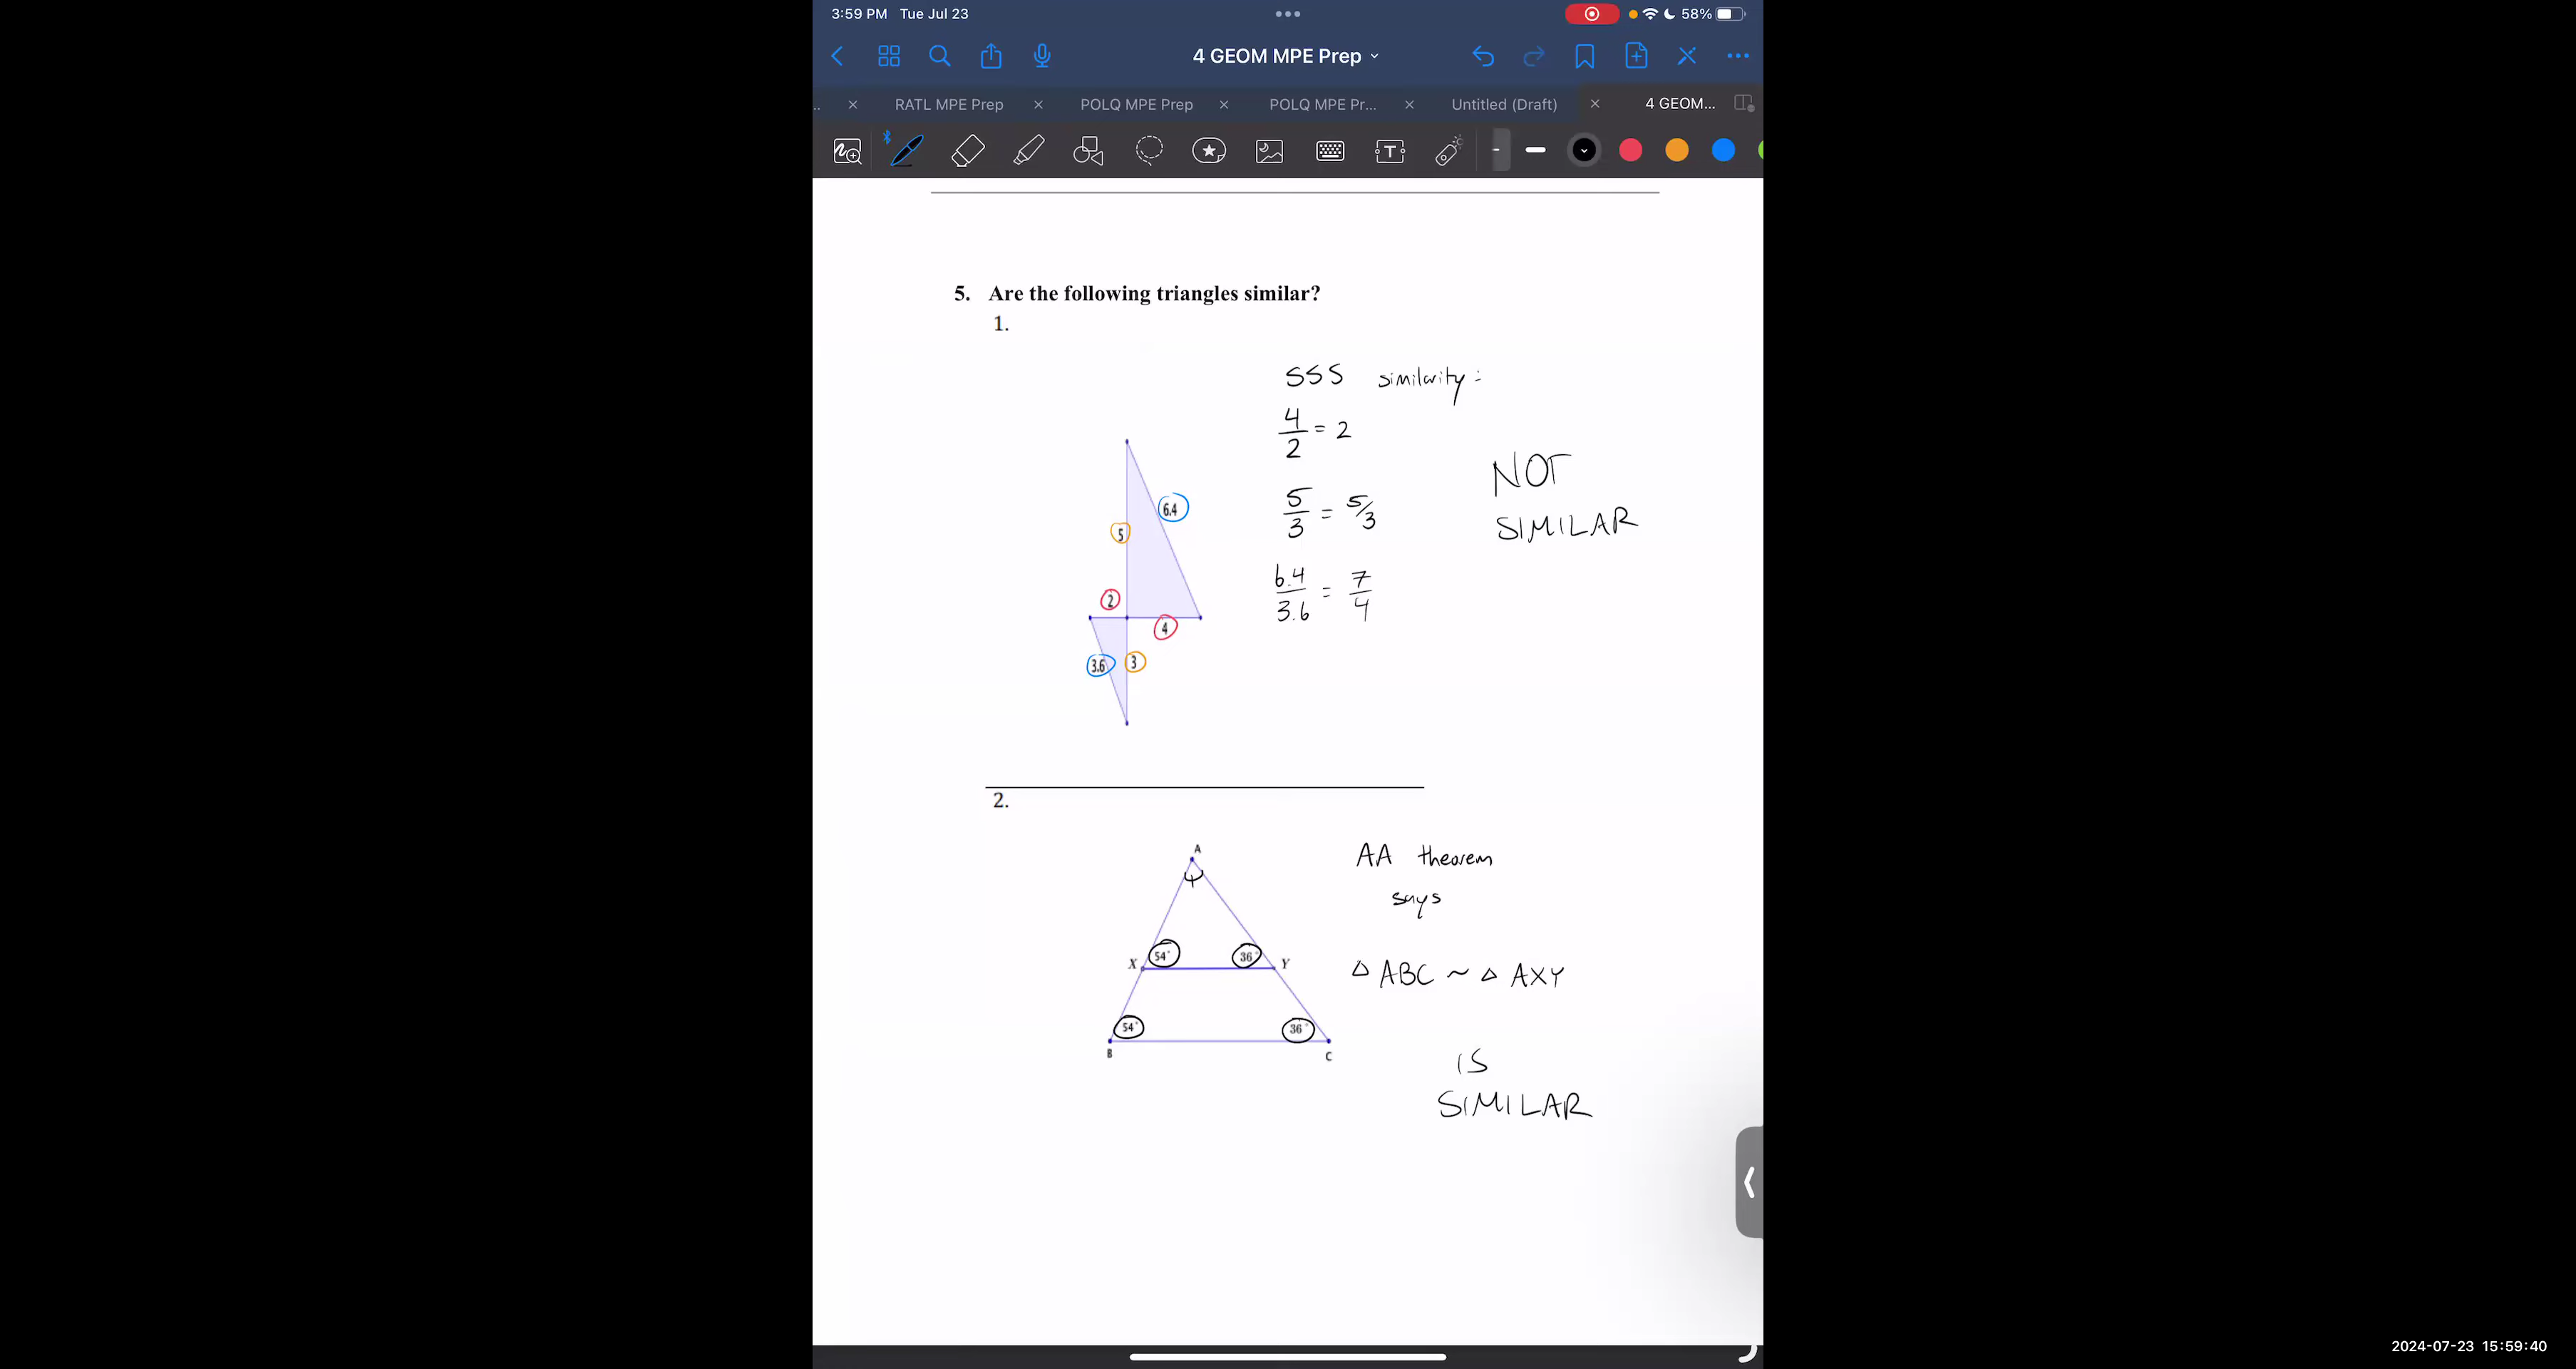 3:59 PM Tue Jul 23
58%
4 GEOM MPE Prep
RATL MPE Prep
POLQ MPE Prep
POLQ MPE Pr...
Untitled (Draft)
4 GEOM...
T
5. Are the following triangles similar?
1.
SSS similarity:
4/2 = 2
NOT
SIMILAR
5/3 = 5/3
6.4/3.6 = 7/4
6.4
5
2
4
3.6
3
2.
A
AA theorem
says
54°
36°
X
Y
△ABC ~ △AXY
54°
36°
B
C
IS
SIMILAR
2024-07-23 15:59:40